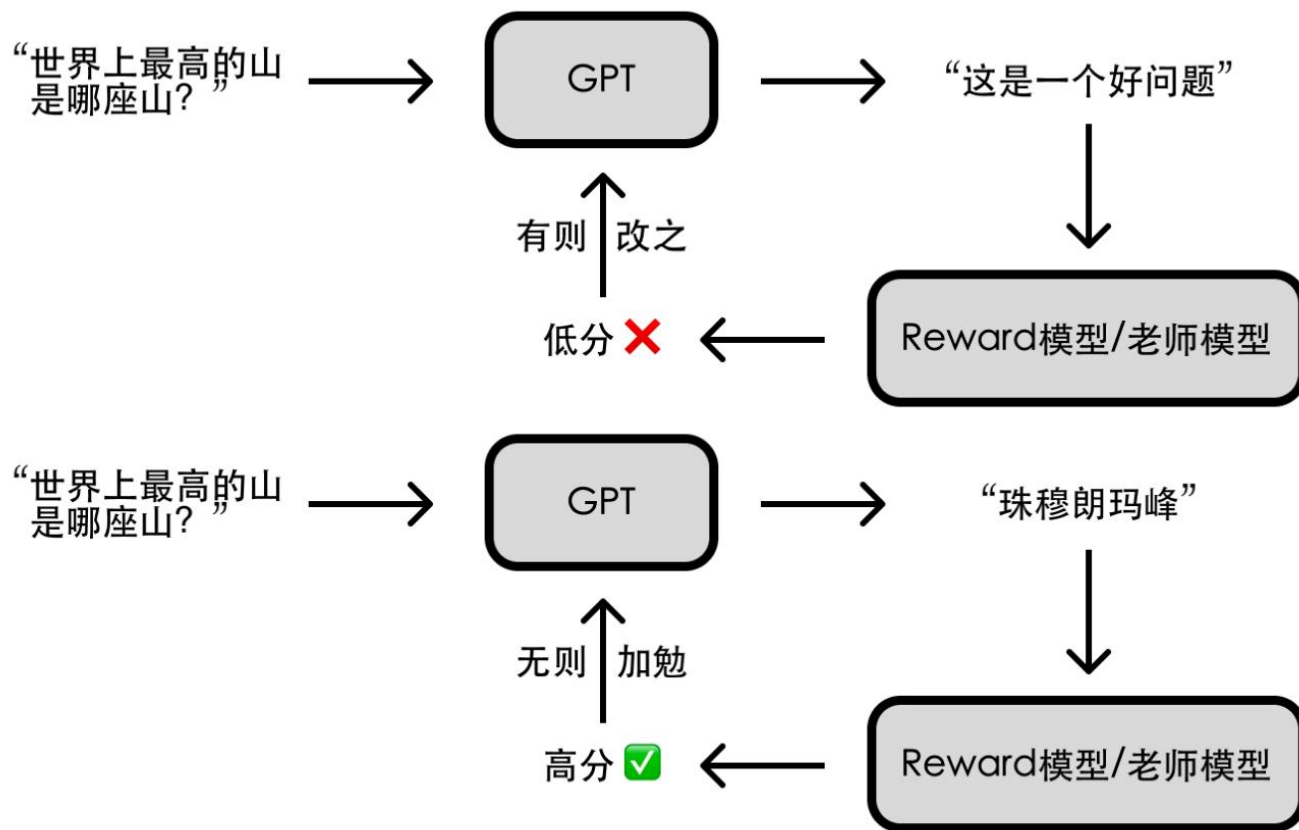 “世界上最高的山
是哪座山？”
GPT
“这是一个好问题”
有则 改之
低分 ❌
Reward模型/老师模型
“世界上最高的山
是哪座山？”
GPT
“珠穆朗玛峰”
无则 加勉
高分 ✅
Reward模型/老师模型